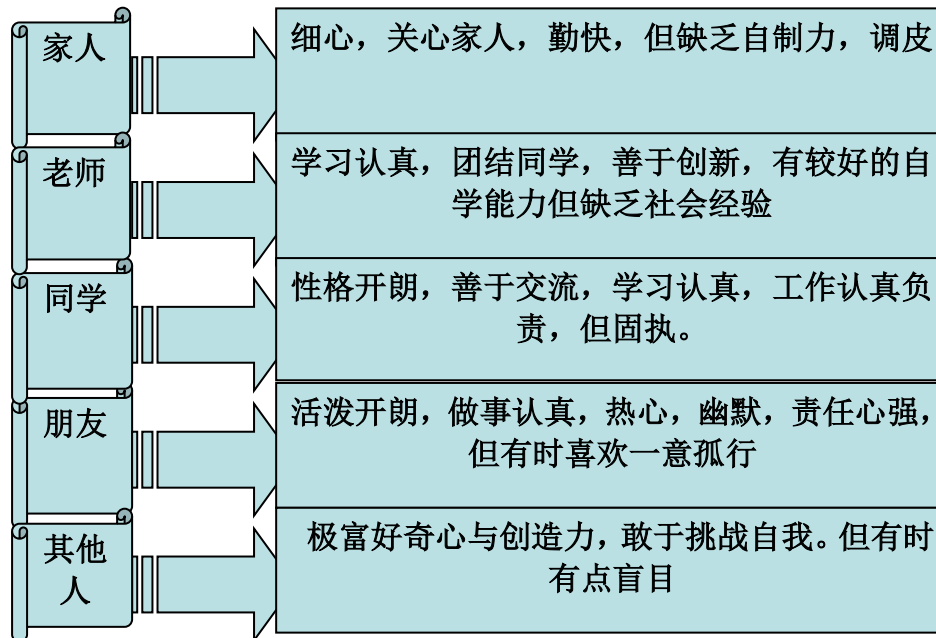 家人
细心，关心家人，勤快，但缺乏自制力，调皮
老师
学习认真，团结同学，善于创新，有较好的自
学能力但缺乏社会经验
同学
性格开朗，善于交流，学习认真，工作认真负
责，但固执。
朋友
活泼开朗，做事认真，热心，幽默，责任心强，
但有时喜欢一意孤行
其他
人
极富好奇心与创造力，敢于挑战自我。但有时
有点盲目